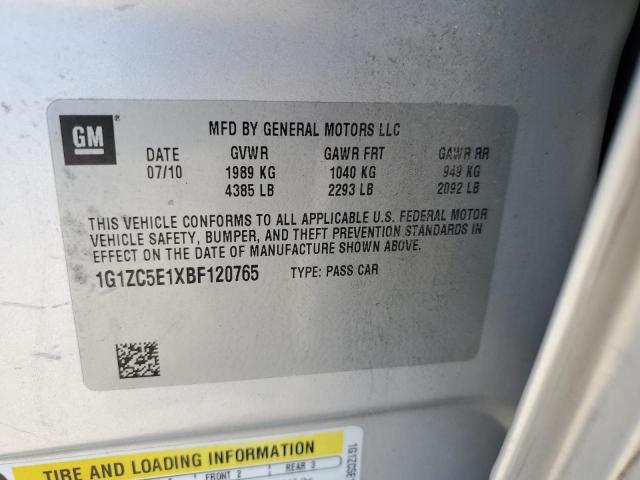 GM
MFD BY GENERAL MOTORS LLC
DATE GVWR GAWR FRT GAWR RR
07/10 1989 KG 1040 KG 949 KG
4385 LB 2293 LB 2092 LB
THIS VEHICLE CONFORMS TO ALL APPLICABLE U.S. FEDERAL MOTOR
VEHICLE SAFETY, BUMPER, AND THEFT PREVENTION STANDARDS IN
EFFECT ON THE DATE OF MANUFACTURE SHOWN ABOVE.
1G1ZC5E1XBF120765 TYPE: PASS CAR
TIRE AND LOADING INFORMATION
FRONT 2 REAR 3
1G1ZC5E